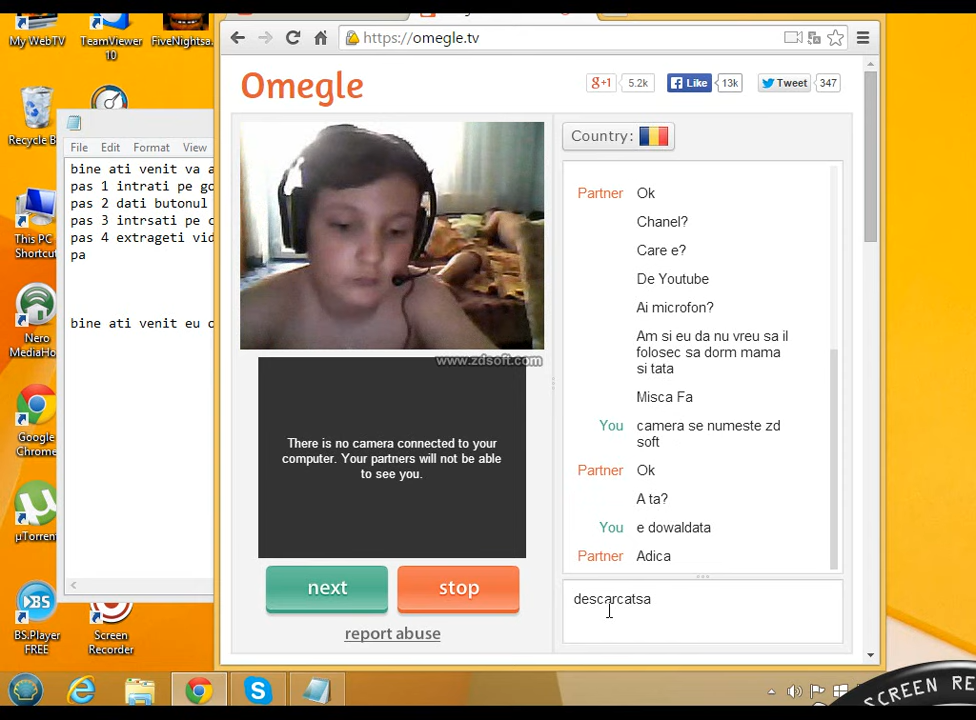 My WebTV
TeamViewer
10
FiveNightsa.
https://omegle.tv
Omegle
g+1
5.2k
Like
13k
Tweet
347
Country:
Recycle B
File Edit Format View
bine ati venit va a
pas 1 intrati pe go
pas 2 dati butonul
pas 3 intrsati pe c
pas 4 extrageti vid
pa
bine ati venit eu c
This PC
Shortcut
Nero
MediaHo
Google
Chrome
µTorrent
BS
BS.Player
FREE
Screen
Recorder
www.zdsoft.com
There is no camera connected to your
computer. Your partners will not be able
to see you.
next
stop
report abuse
Partner Ok
Chanel?
Care e?
De Youtube
Ai microfon?
Am si eu da nu vreu sa il
folosec sa dorm mama
si tata
Misca Fa
You camera se numeste zd
soft
Partner Ok
A ta?
You e dowaldata
Partner Adica
descarcatsa
SCREEN RE